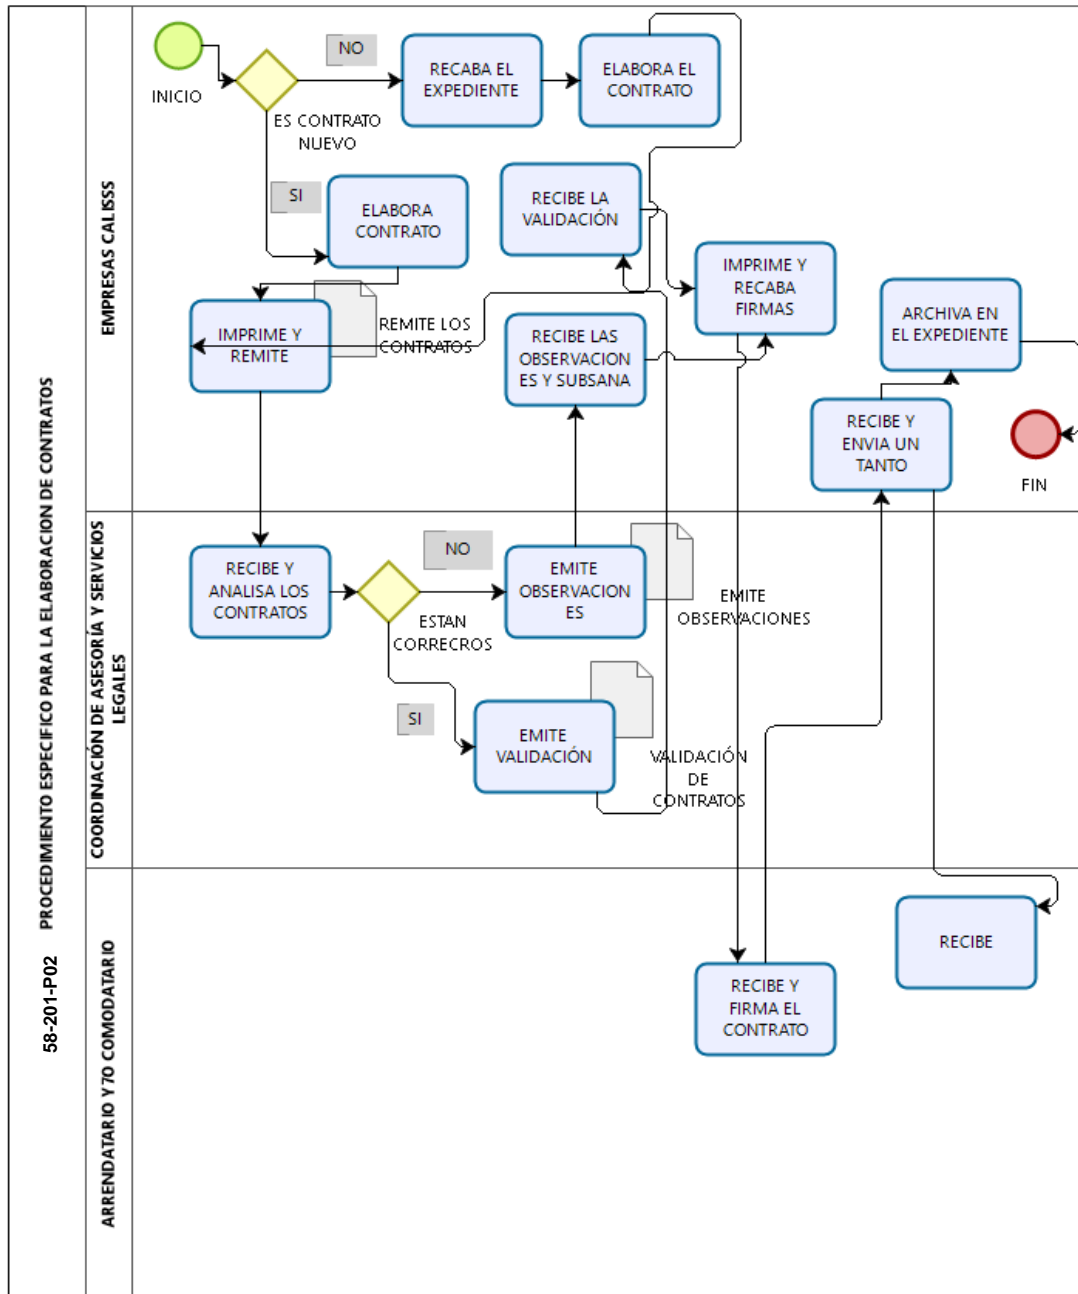 58-201-P02 PROCEDIMIENTO ESPECIFICO PARA LA ELABORACION DE CONTRATOS
EMPRESAS CALISSS
INICIO
ES CONTRATO
NUEVO
NO
RECABA EL
EXPEDIENTE
ELABORA EL
CONTRATO
SI
ELABORA
CONTRATO
RECIBE LA
VALIDACIÓN
IMPRIME Y
RECABA
FIRMAS
IMPRIME Y
REMITE
REMITE LOS
CONTRATOS
RECIBE LAS
OBSERVACION
ES Y SUBSANA
ARCHIVA EN
EL EXPEDIENTE
RECIBE Y
ENVIA UN
TANTO
FIN
COORDINACIÓN DE ASESORÍA Y SERVICIOS
LEGALES
RECIBE Y
ANALISA LOS
CONTRATOS
ESTAN
CORRECROS
NO
EMITE
OBSERVACION
ES
EMITE
OBSERVACIONES
SI
EMITE
VALIDACIÓN
VALIDACIÓN
DE
CONTRATOS
ARRENDATARIO Y7O COMODATARIO
RECIBE Y
FIRMA EL
CONTRATO
RECIBE